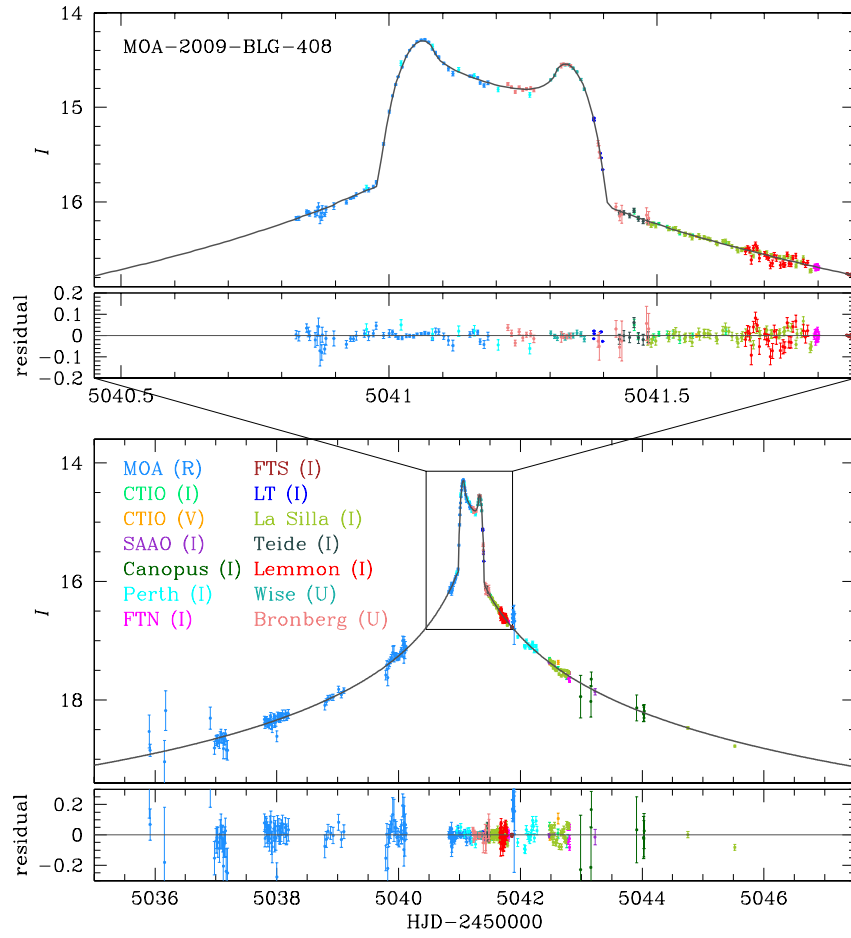 14
MOA-2009-BLG-408
15
I
16
0.2
0.1
residual
0
−0.1
−0.2
5040.5
5041
5041.5
14
MOA (R)
FTS (I)
CTIO (I)
LT (I)
CTIO (V)
La Silla (I)
SAAO (I)
Teide (I)
16
Canopus (I)
Lemmon (I)
Perth (I)
Wise (U)
I
FTN (I)
Bronberg (U)
18
0.2
residual
0
−0.2
5036
5038
5040
5042
5044
5046
HJD-2450000